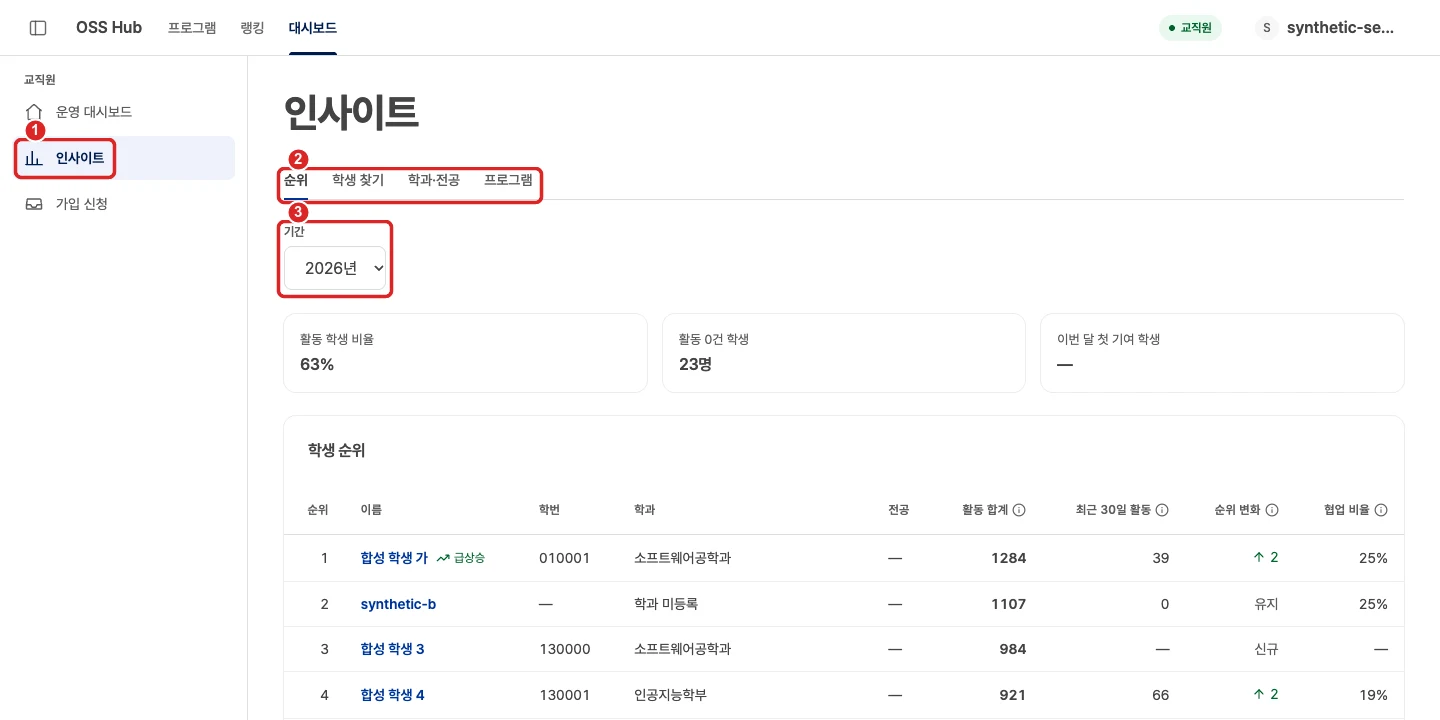 OSS Hub 프로그램 랭킹 대시보드 교직원 S synthetic-se...
교직원
운영 대시보드
1
인사이트
가입 신청
인사이트
2
순위 학생 찾기 학과·전공 프로그램
3
기간
2026년
활동 학생 비율
63%
활동 0건 학생
23명
이번 달 첫 기여 학생
—
학생 순위
순위 이름 학번 학과 전공 활동 합계 최근 30일 활동 순위 변화 협업 비율
1 합성 학생 가 급상승 010001 소프트웨어공학과 — 1284 39 ↑ 2 25%
2 synthetic-b — 학과 미등록 — 1107 0 유지 25%
3 합성 학생 3 130000 소프트웨어공학과 — 984 — 신규 —
4 합성 학생 4 130001 인공지능학부 — 921 66 ↑ 2 19%